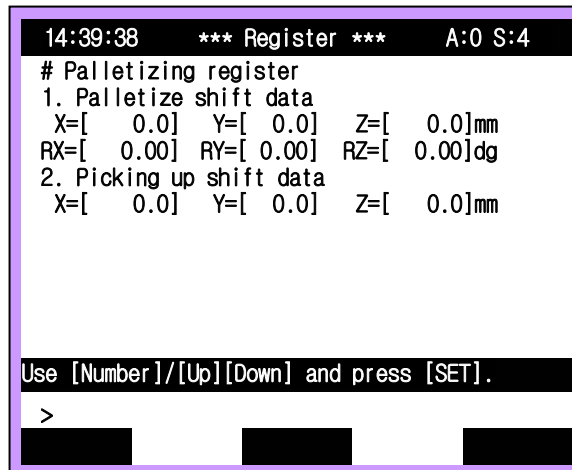 14:39:38 *** Register *** A:0 S:4
# Palletizing register
1. Palletize shift data
X=[ 0.0] Y=[ 0.0] Z=[ 0.0]mm
RX=[ 0.00] RY=[ 0.00] RZ=[ 0.00]dg
2. Picking up shift data
X=[ 0.0] Y=[ 0.0] Z=[ 0.0]mm
Use [Number]/[Up][Down] and press [SET].
>